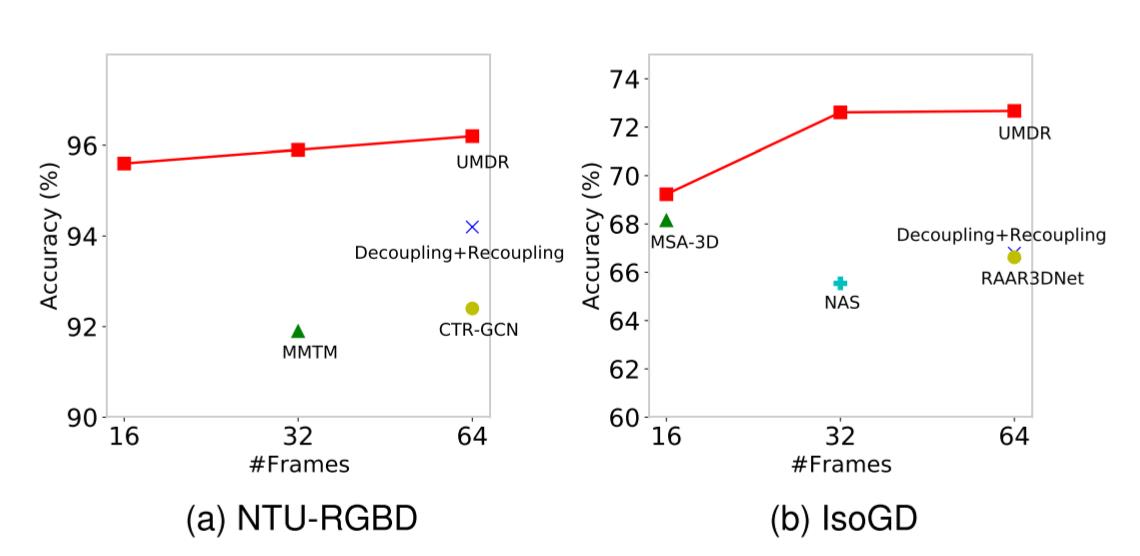 96
94
92
90
16
32
64
Accuracy (%)
#Frames
UMDR
Decoupling+Recoupling
CTR-GCN
MMTM
(a) NTU-RGBD
74
72
70
68
66
64
62
60
16
32
64
Accuracy (%)
#Frames
UMDR
MSA-3D
Decoupling+Recoupling
RAAR3DNet
NAS
(b) IsoGD